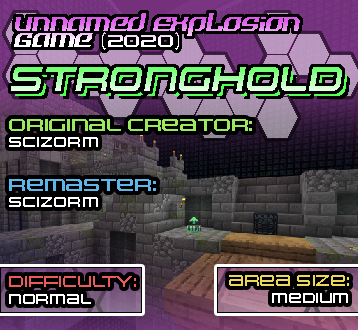 UNNAMED EXPLOSION
GAME (2020)
STRONGHOLD
ORIGINAL CREATOR:
SCIZORM
REMASTER:
SCIZORM
DIFFICULTY:
NORMAL
AREA SIZE:
MEDIUM